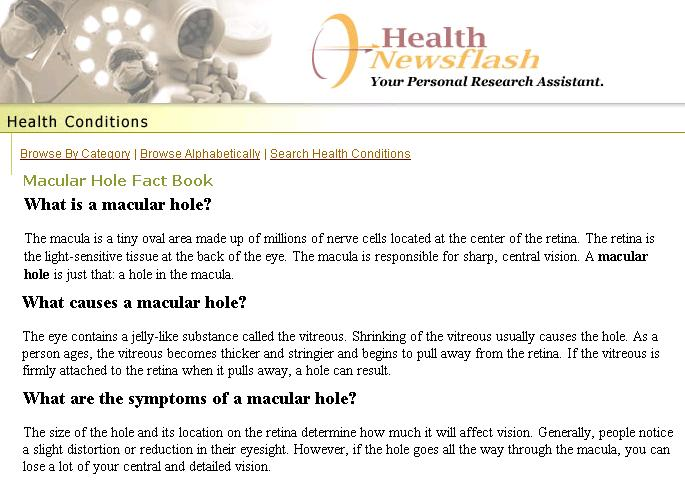 Health
Newsflash
Your Personal Research Assistant.
Health Conditions
Browse By Category | Browse Alphabetically | Search Health Conditions
Macular Hole Fact Book
What is a macular hole?
The macula is a tiny oval area made up of millions of nerve cells located at the center of the retina. The retina is
the light-sensitive tissue at the back of the eye. The macula is responsible for sharp, central vision. A macular
hole is just that: a hole in the macula.
What causes a macular hole?
The eye contains a jelly-like substance called the vitreous. Shrinking of the vitreous usually causes the hole. As a
person ages, the vitreous becomes thicker and stringier and begins to pull away from the retina. If the vitreous is
firmly attached to the retina when it pulls away, a hole can result.
What are the symptoms of a macular hole?
The size of the hole and its location on the retina determine how much it will affect vision. Generally, people notice
a slight distortion or reduction in their eyesight. However, if the hole goes all the way through the macula, you can
lose a lot of your central and detailed vision.